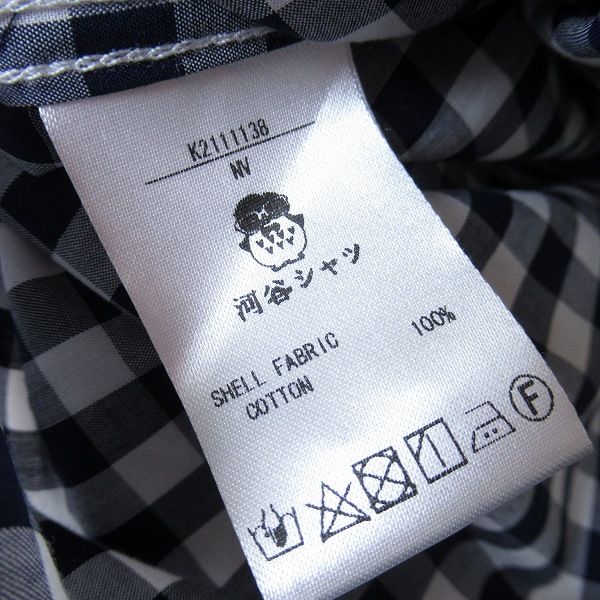 K2111138
NV
河谷シャツ
SHELL FABRIC 100%
COTTON
F